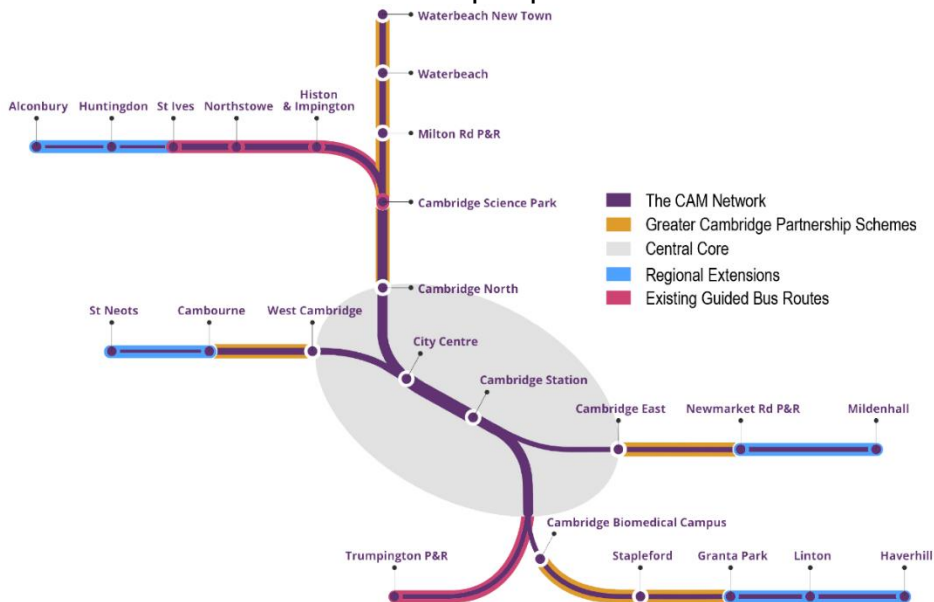 Waterbeach New Town
Waterbeach
Histon
& Impington
Alconbury
Huntingdon
St Ives
Northstowe
Milton Rd P&R
Cambridge Science Park
The CAM Network
Greater Cambridge Partnership Schemes
Central Core
Regional Extensions
Existing Guided Bus Routes
Cambridge North
St Neots
Cambourne
West Cambridge
City Centre
Cambridge Station
Cambridge East
Newmarket Rd P&R
Mildenhall
Cambridge Biomedical Campus
Trumpington P&R
Stapleford
Granta Park
Linton
Haverhill